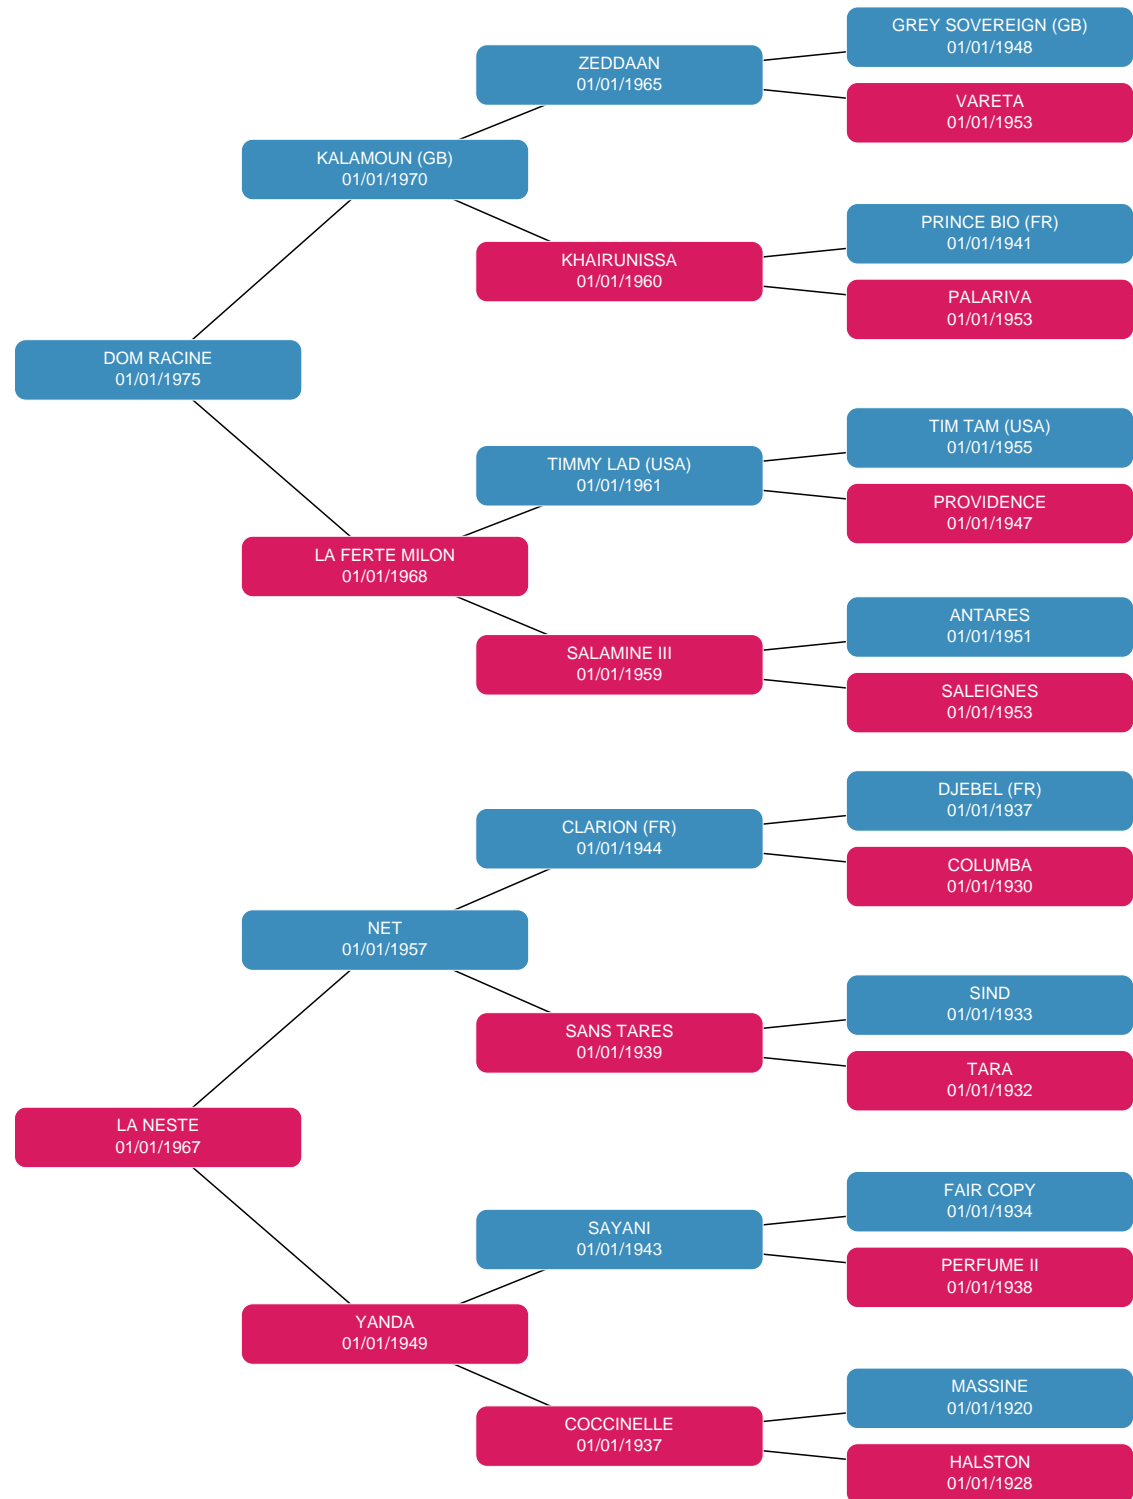 GREY SOVEREIGN (GB)
01/01/1948
ZEDDAAN
01/01/1965
VARETA
01/01/1953
KALAMOUN (GB)
01/01/1970
PRINCE BIO (FR)
01/01/1941
KHAIRUNISSA
01/01/1960
PALARIVA
01/01/1953
DOM RACINE
01/01/1975
TIM TAM (USA)
01/01/1955
TIMMY LAD (USA)
01/01/1961
PROVIDENCE
01/01/1947
LA FERTE MILON
01/01/1968
ANTARES
01/01/1951
SALAMINE III
01/01/1959
SALEIGNES
01/01/1953
DJEBEL (FR)
01/01/1937
CLARION (FR)
01/01/1944
COLUMBA
01/01/1930
NET
01/01/1957
SIND
01/01/1933
SANS TARES
01/01/1939
TARA
01/01/1932
LA NESTE
01/01/1967
FAIR COPY
01/01/1934
SAYANI
01/01/1943
PERFUME II
01/01/1938
YANDA
01/01/1949
MASSINE
01/01/1920
COCCINELLE
01/01/1937
HALSTON
01/01/1928